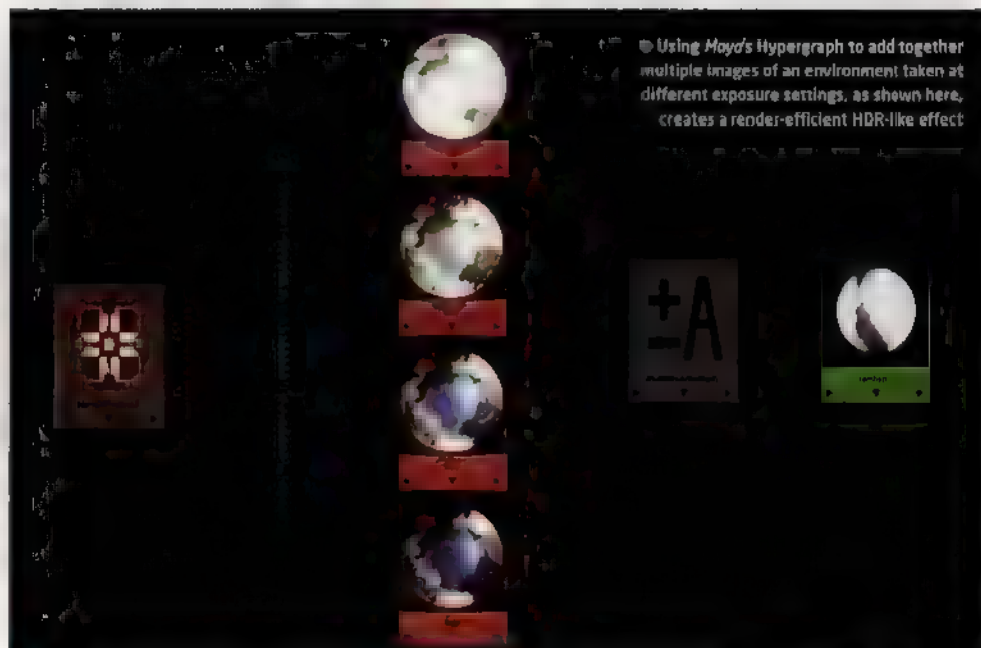 Using Maya's Hypergraph to add together
multiple images of an environment taken at
different exposure settings, as shown here,
creates a render-efficient HDR-like effect
±A